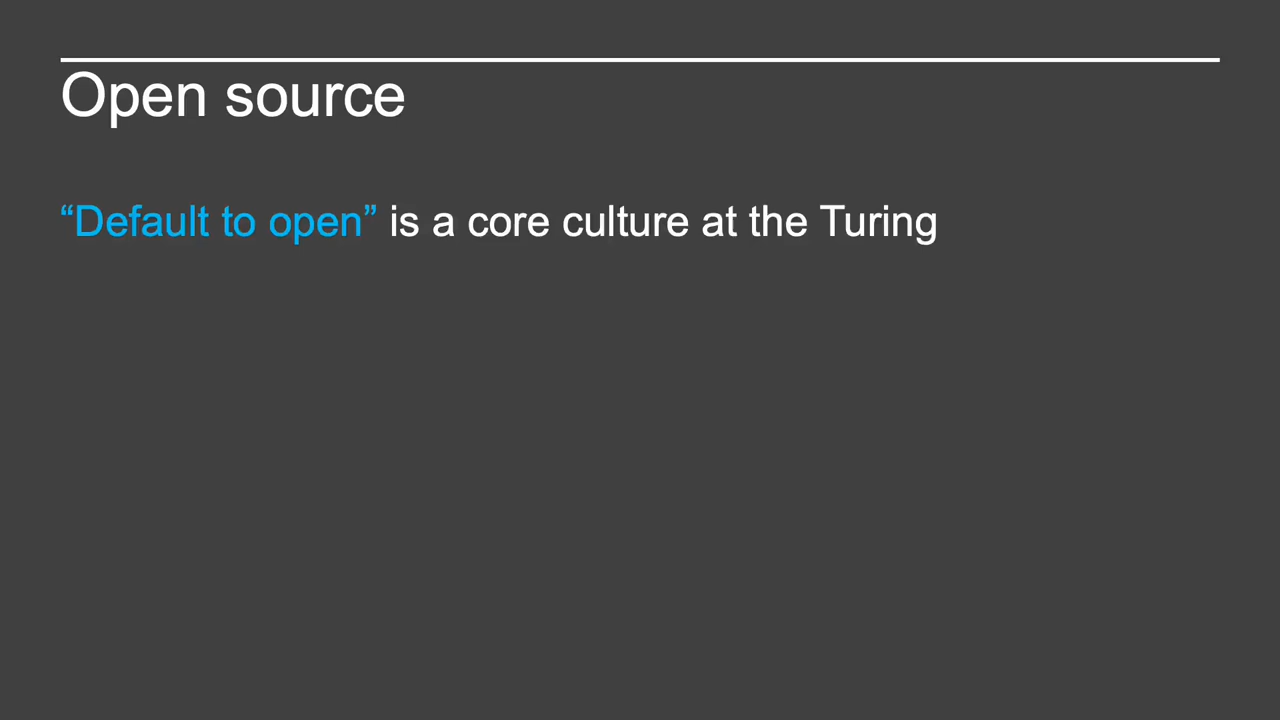 Open source
“Default to open” is a core culture at the Turing